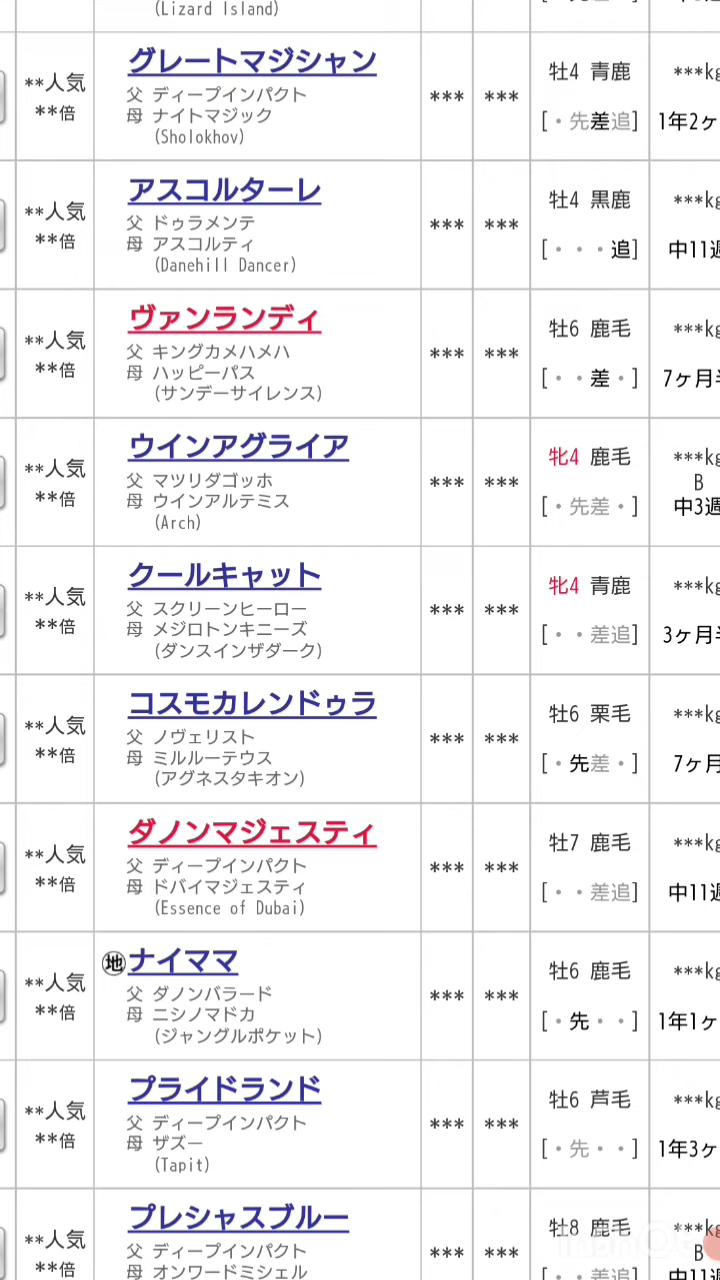 (Lizard Island)
**人気
**倍
グレートマジシャン
父 ディープインパクト
母 ナイトマジック
(Sholokhov)
*** ***
牡4 青鹿
[・先差追]
***kg
1年2ヶ
**人気
**倍
アスコルターレ
父 ドゥラメンテ
母 アスコルティ
(Danehill Dancer)
*** ***
牡4 黒鹿
[・・・追]
***kg
中11週
**人気
**倍
ヴァンランディ
父 キングカメハメハ
母 ハッピーパス
(サンデーサイレンス)
*** ***
牡6 鹿毛
[・・差・]
***kg
7ヶ月半
**人気
**倍
ウインアグライア
父 マツリダゴッホ
母 ウインアルテミス
(Arch)
*** ***
牝4 鹿毛
[・先差・]
***kg
B
中3週
**人気
**倍
クールキャット
父 スクリーンヒーロー
母 メジロトンキニーズ
(ダンスインザダーク)
*** ***
牝4 青鹿
[・・差追]
***kg
3ヶ月半
**人気
**倍
コスモカレンドゥラ
父 ノヴェリスト
母 ミルルーテウス
(アグネスタキオン)
*** ***
牡6 栗毛
[・先差・]
***kg
7ヶ月
**人気
**倍
ダノンマジェスティ
父 ディープインパクト
母 ドバイマジェスティ
(Essence of Dubai)
*** ***
牡7 鹿毛
[・・差追]
***kg
中11週
**人気
**倍
地ナイママ
父 ダノンバラード
母 ニシノマドカ
(ジャングルポケット)
*** ***
牡6 鹿毛
[・先・・]
***kg
1年1ヶ
**人気
**倍
プライドランド
父 ディープインパクト
母 ザズー
(Tapit)
*** ***
牡6 芦毛
[・先・・]
***kg
1年3ヶ
**人気
**倍
プレシャスブルー
父 ディープインパクト
母 オンワードミシェル
*** ***
牡8 鹿毛
[・・差追]
***kg
B
中11週